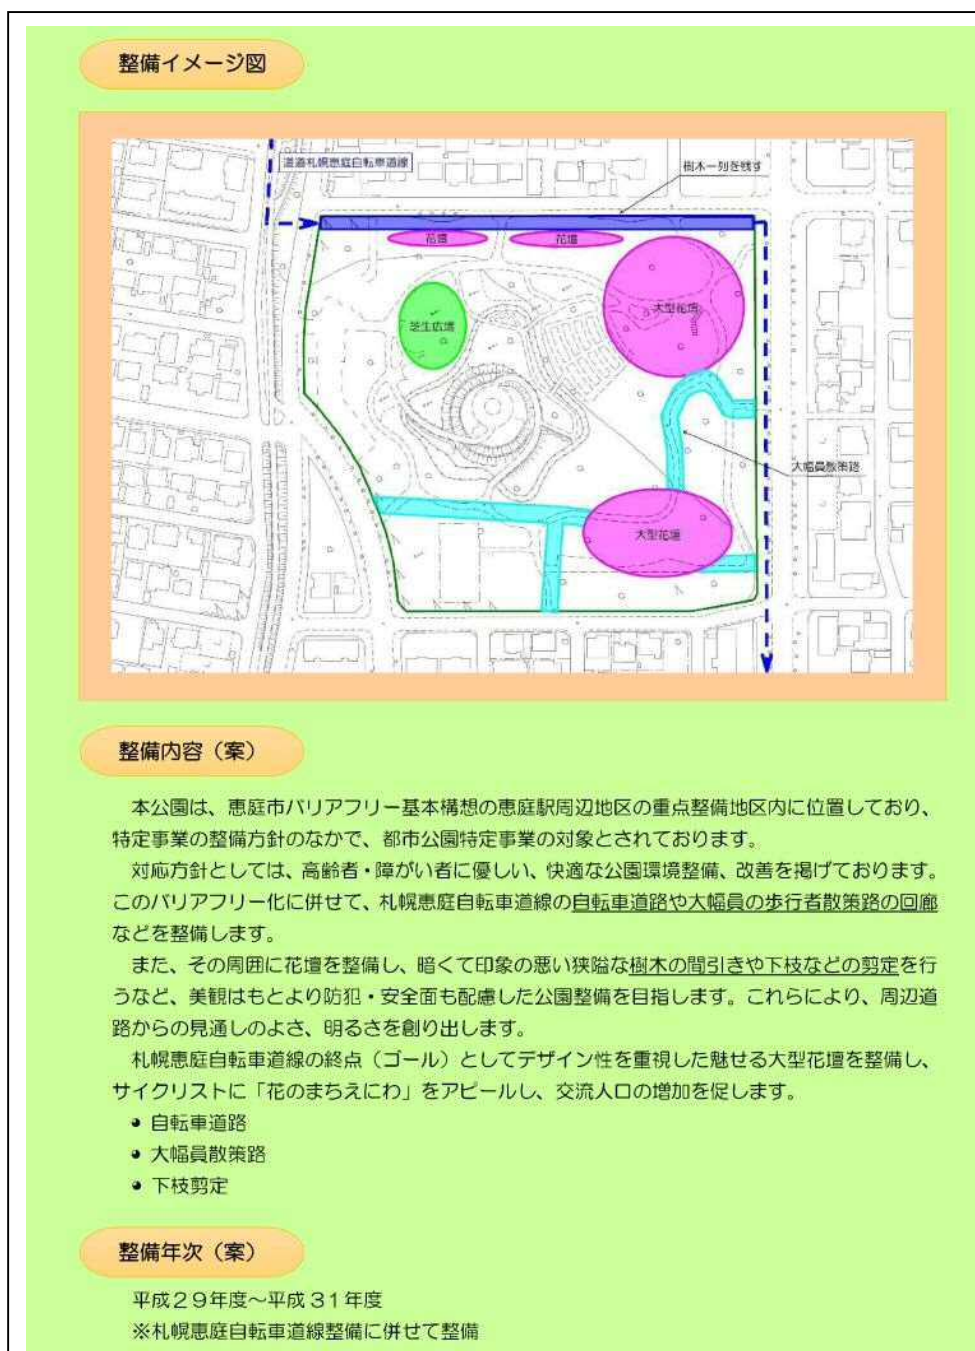 整備イメージ図
道道札幌恵庭自転車道線
樹木一列を残す
花壇
花壇
大型花壇
芝生広場
大幅員散策路
大型花壇
整備内容（案）
本公園は、恵庭市バリアフリー基本構想の恵庭駅周辺地区の重点整備地区内に位置しており、
特定事業の整備方針のなかで、都市公園特定事業の対象とされております。
対応方針としては、高齢者・障がい者に優しい、快適な公園環境整備、改善を掲げております。
このバリアフリー化に併せて、札幌恵庭自転車道線の自転車道路や大幅員の歩行者散策路の回廊
などを整備します。
また、その周囲に花壇を整備し、暗くて印象の悪い狭隘な樹木の間引きや下枝などの剪定を行
うなど、美観はもとより防犯・安全面も配慮した公園整備を目指します。これらにより、周辺道
路からの見通しのよさ、明るさを創り出します。
札幌恵庭自転車道線の終点（ゴール）としてデザイン性を重視した魅せる大型花壇を整備し、
サイクリストに「花のまちえにわ」をアピールし、交流人口の増加を促します。
• 自転車道路
• 大幅員散策路
• 下枝剪定
整備年次（案）
平成２９年度～平成３１年度
※札幌恵庭自転車道線整備に併せて整備